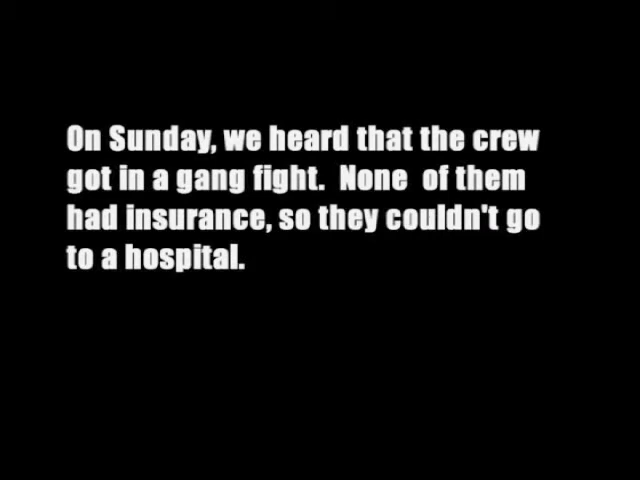 On Sunday, we heard that the crew
got in a gang fight.  None  of them
had insurance, so they couldn't go
to a hospital.